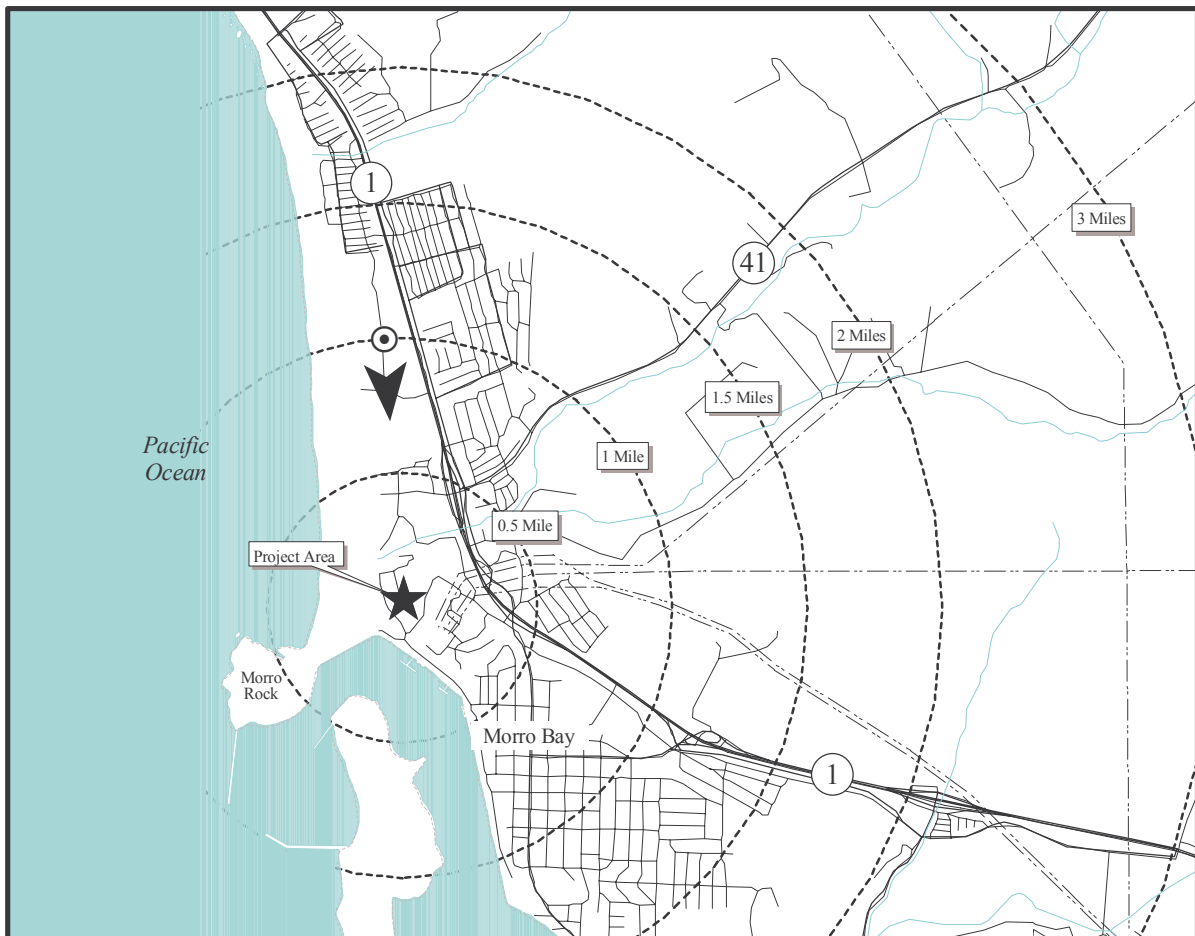 1
3 Miles
41
2 Miles
1.5 Miles
Pacific
Ocean
1 Mile
0.5 Mile
Project Area
Morro
Rock
Morro Bay
1